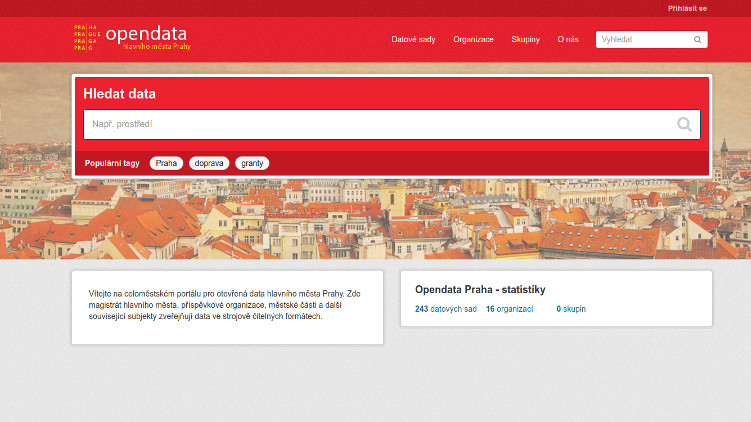 Přihlásit se
PRA|HA
PRA|GUE
PRA|GA
PRA|G
opendata
hlavního města Prahy
Datové sady
Organizace
Skupiny
O nás
Vyhledat
Hledat data
Např. prostředí
Populární tagy
Praha
doprava
granty
Vítejte na celoměstském portálu pro otevřená data hlavního města Prahy. Zde
magistrát hlavního města, příspěvkové organizace, městské části a další
související subjekty zveřejňují data ve strojově čitelných formátech.
Opendata Praha - statistiky
243 datových sad
16 organizací
0 skupin